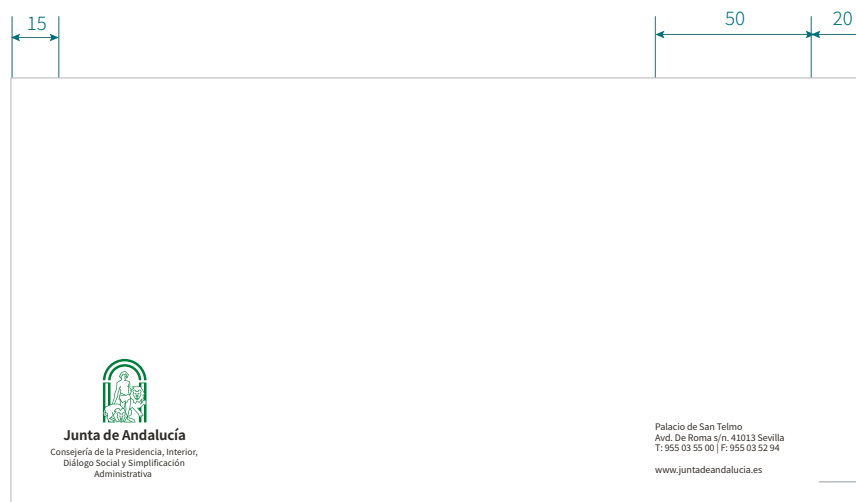 15
50
20
Junta de Andalucía
Consejería de la Presidencia, Interior,
Diálogo Social y Simplificación
Administrativa
Palacio de San Telmo
Avd. De Roma s/n. 41013 Sevilla
T: 955 03 55 00 | F: 955 03 52 94
www.juntadeandalucia.es